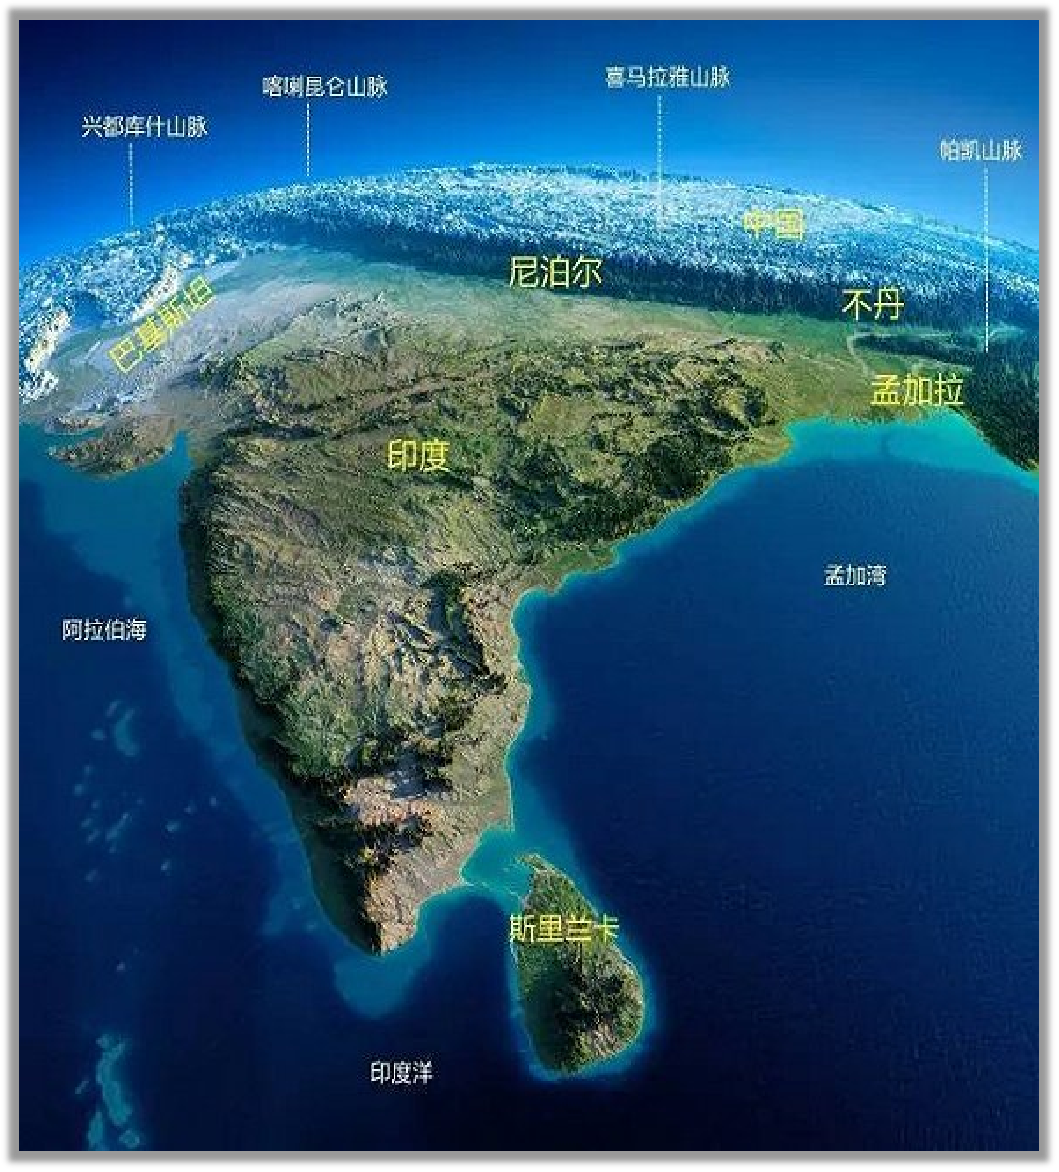 喜马拉雅山脉
喀喇昆仑山脉
兴都库什山脉
帕凯山脉
中国
尼泊尔
不丹
巴基斯坦
孟加拉
印度
孟加湾
阿拉伯海
斯里兰卡
印度洋